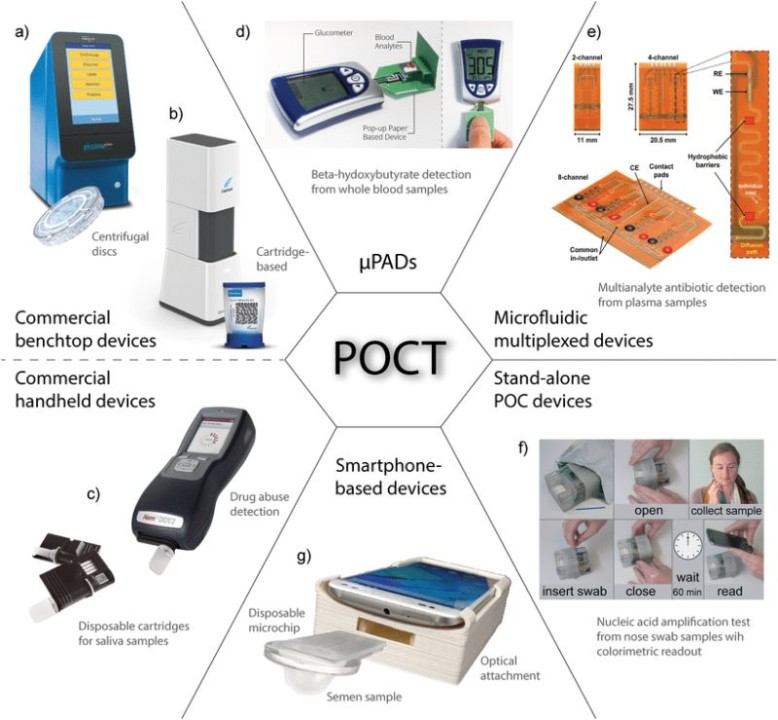 a)
Centrifugal
discs
b)
Cartridge-
based
Commercial
benchtop devices
d)
Glucometer
Blood
Analytes
Pop-up Paper
Based Device
Beta-hydoxybutyrate detection
from whole blood samples
μPADs
e)
2-channel
4-channel
27.5 mm
11 mm
20.5 mm
RE
WE
Hydrophobic
barriers
8-channel
CE
Contact
pads
Common
in/outlet
Individual
inlet
Diffusion
path
Multianalyte antibiotic detection
from plasma samples
Microfluidic
multiplexed devices
POCT
Commercial
handheld devices
c)
Drug abuse
detection
Disposable cartridges
for saliva samples
Smartphone-
based devices
g)
Disposable
microchip
Semen sample
Optical
attachment
Stand-alone
POC devices
f)
open
collect sample
insert swab
close
wait
60 min
read
Nucleic acid amplification test
from nose swab samples wih
colorimetric readout